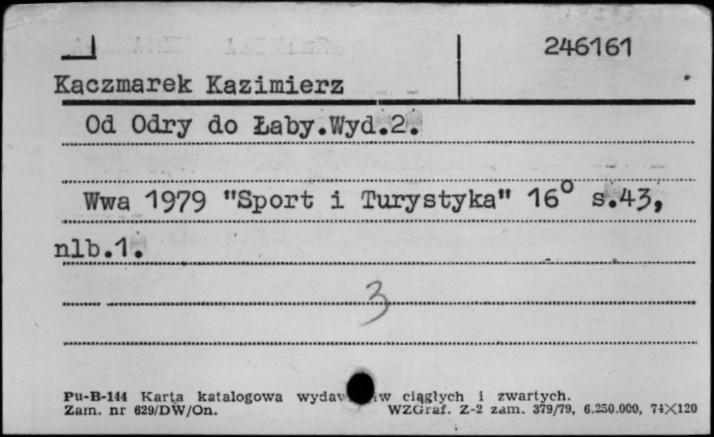 246161
Kaczmarek Kazimierz
Od Odry do Łaby.Wyd.2.
Wwa 1979 "Sport i Turystyka" 16° s.43,
nlb.1.
3
Pu-B-144 Karta katalogowa ciągłych i zwartych.
Zam. nr 629/DW/On. WZGraf. Z-2 zam. 379/79, 6.250.000, 74×120